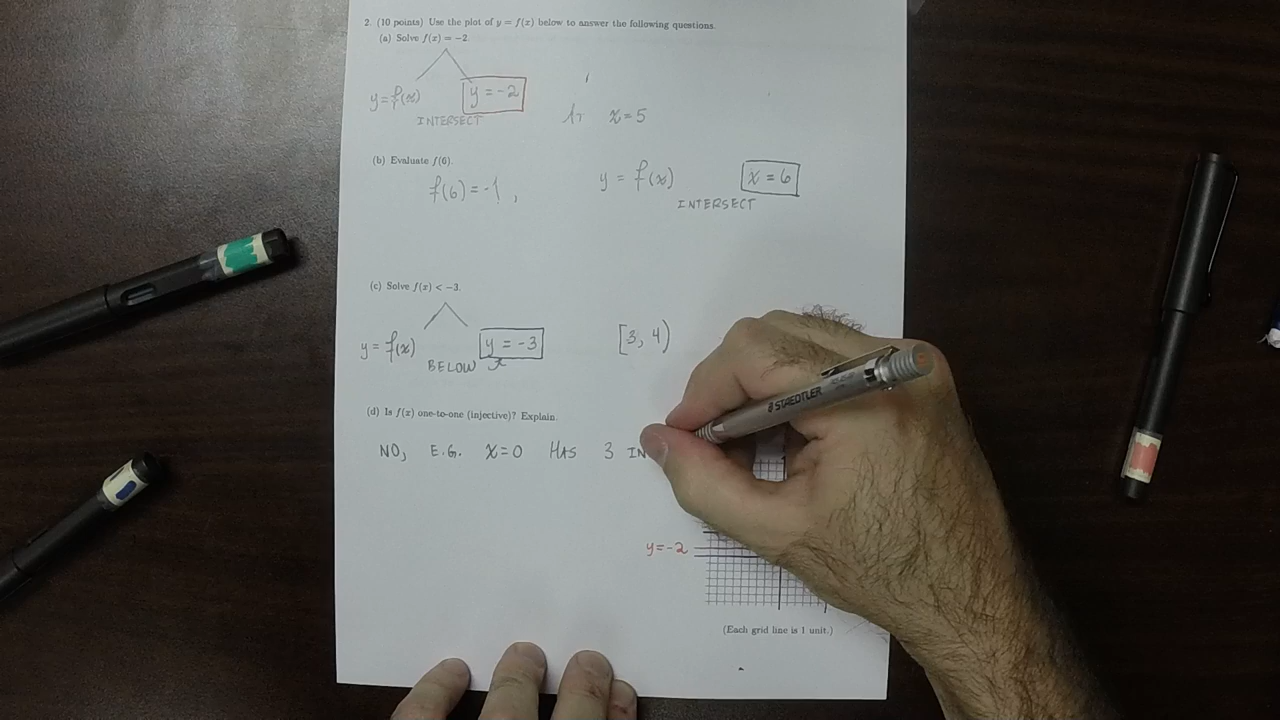 2. (10 points) Use the plot of y = f(x) below to answer the following questions.
(a) Solve f(x) = −2.
y = f(x) y = -2
INTERSECT
x = 5
(b) Evaluate f(6).
f(6) = -1, y = f(x) x = 6
INTERSECT
(c) Solve f(x) < −3.
y = f(x) y = -3 [3, 4)
BELOW
STAEDTLER
(d) Is f(x) one-to-one (injective)? Explain.
NO, E.G. x=0 HAS 3 IN
y=-2
(Each grid line is 1 unit.)